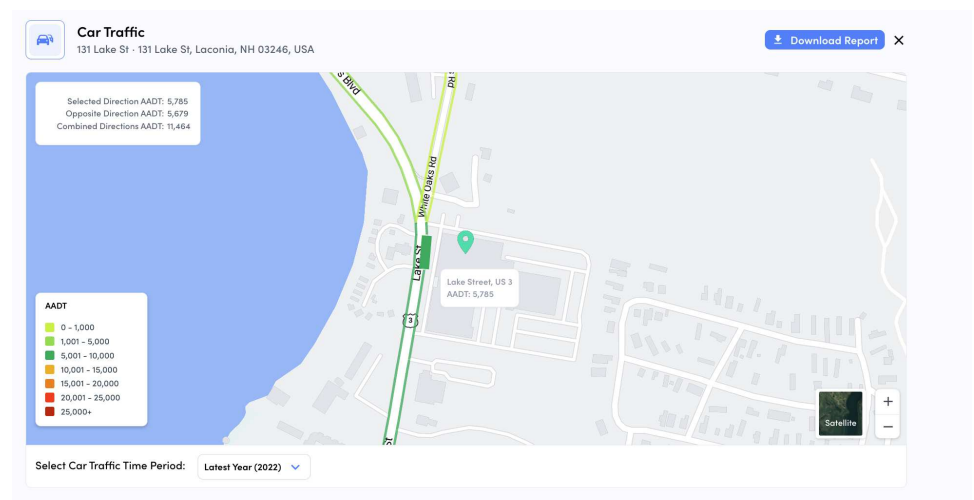 Car Traffic
131 Lake St · 131 Lake St, Laconia, NH 03246, USA
Download Report
Selected Direction AADT: 5,785
Opposite Direction AADT: 5,679
Combined Directions AADT: 11,464
s Blvd
Rd
White Oaks Rd
Lake St
Lake Street, US 3
AADT: 5,785
3
AADT
0 - 1,000
1,001 - 5,000
5,001 - 10,000
10,001 - 15,000
15,001 - 20,000
20,001 - 25,000
25,000+
Satellite
St
Select Car Traffic Time Period:
Latest Year (2022)